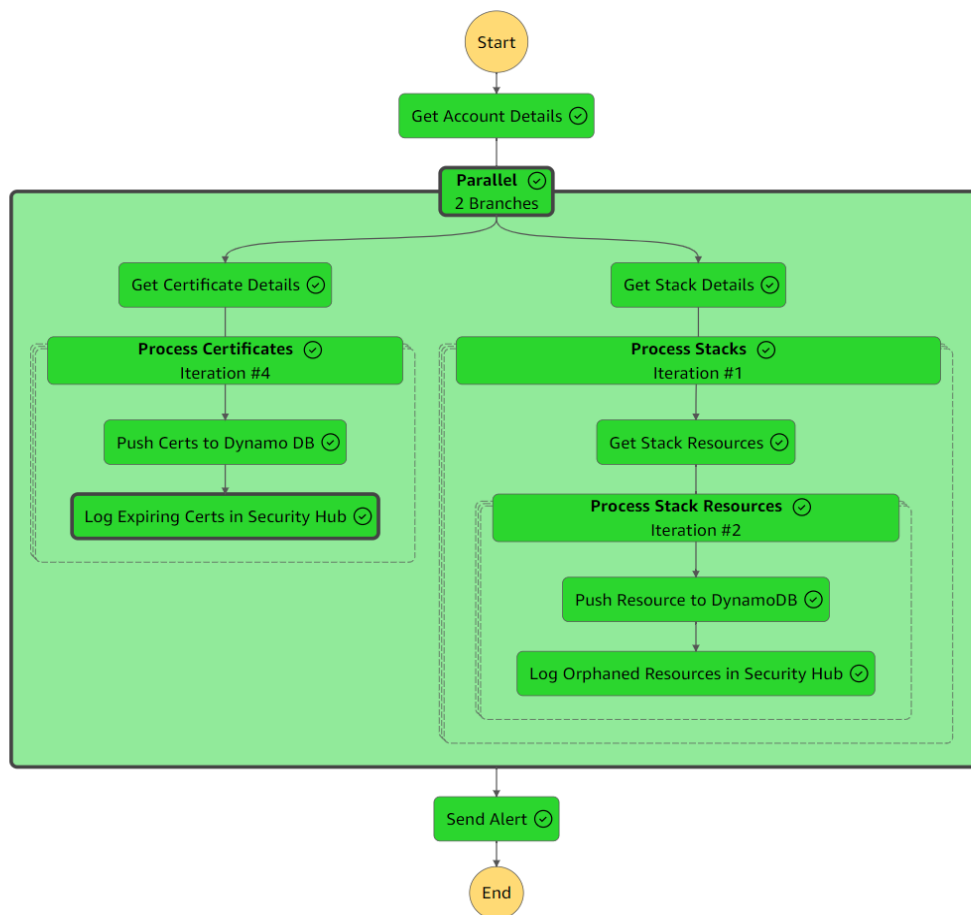 Start
Get Account Details
Parallel
2 Branches
Get Certificate Details
Get Stack Details
Process Certificates
Iteration #4
Process Stacks
Iteration #1
Push Certs to Dynamo DB
Get Stack Resources
Log Expiring Certs in Security Hub
Process Stack Resources
Iteration #2
Push Resource to DynamoDB
Log Orphaned Resources in Security Hub
Send Alert
End